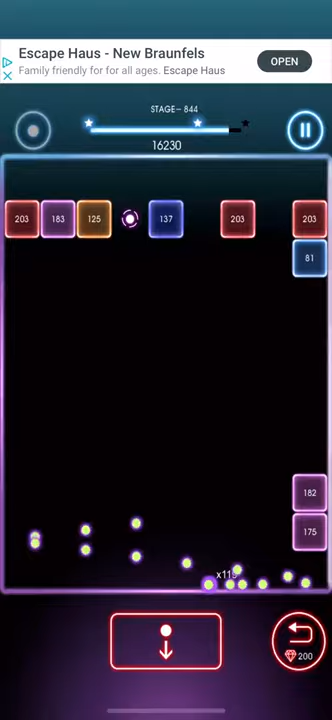 Escape Haus - New Braunfels
Family friendly for for all ages. Escape Haus
OPEN
STAGE- 844
16230
203 183 125 137 203 203
81
182
175
x119
200